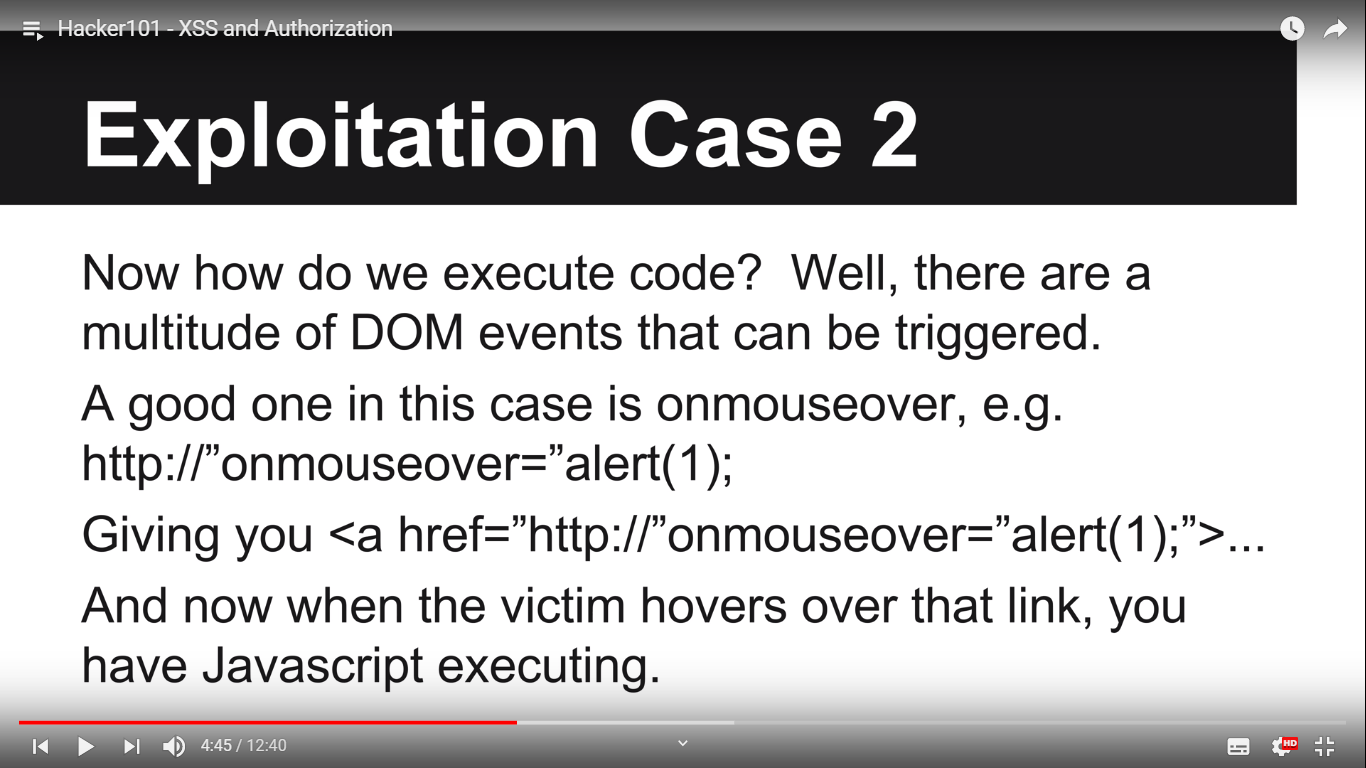 Hacker101 - XSS and Authorization
Exploitation Case 2
Now how do we execute code?  Well, there are a
multitude of DOM events that can be triggered.
A good one in this case is onmouseover, e.g.
http://”onmouseover=”alert(1);
Giving you <a href=”http://”onmouseover=”alert(1);”>...
And now when the victim hovers over that link, you
have Javascript executing.
4:45 / 12:40
HD